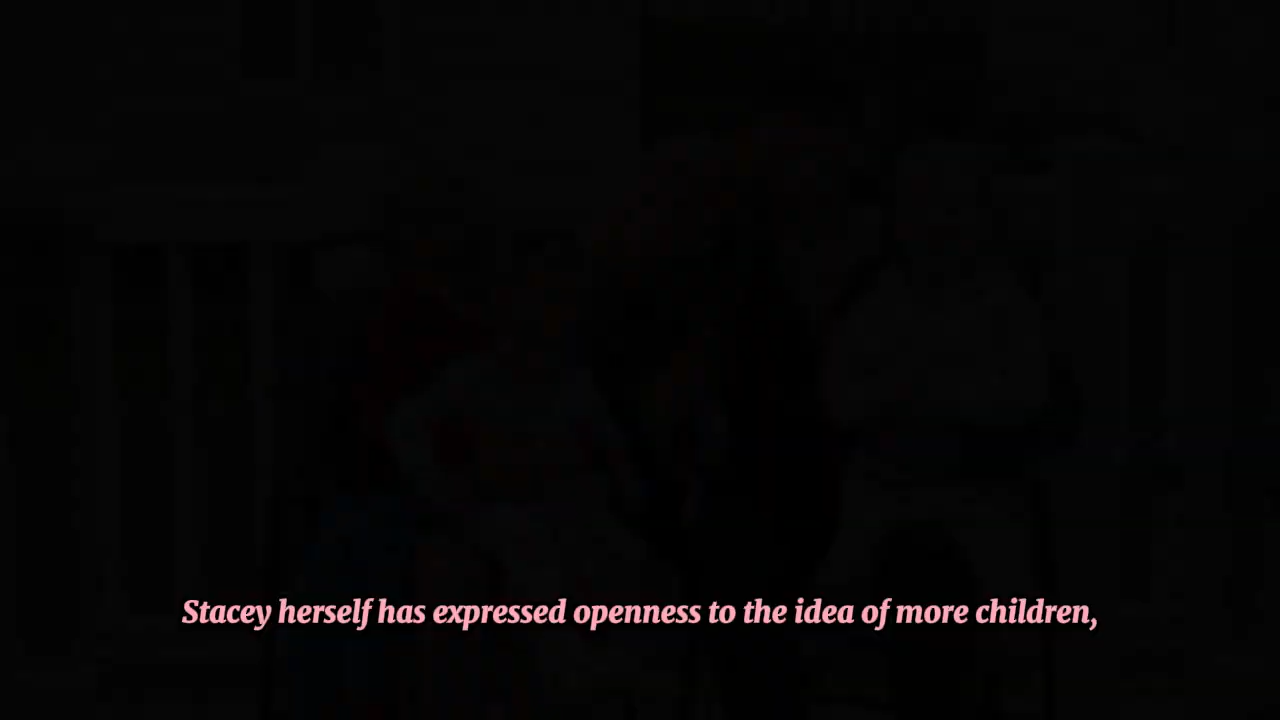 Stacey herself has expressed openness to the idea of more children,